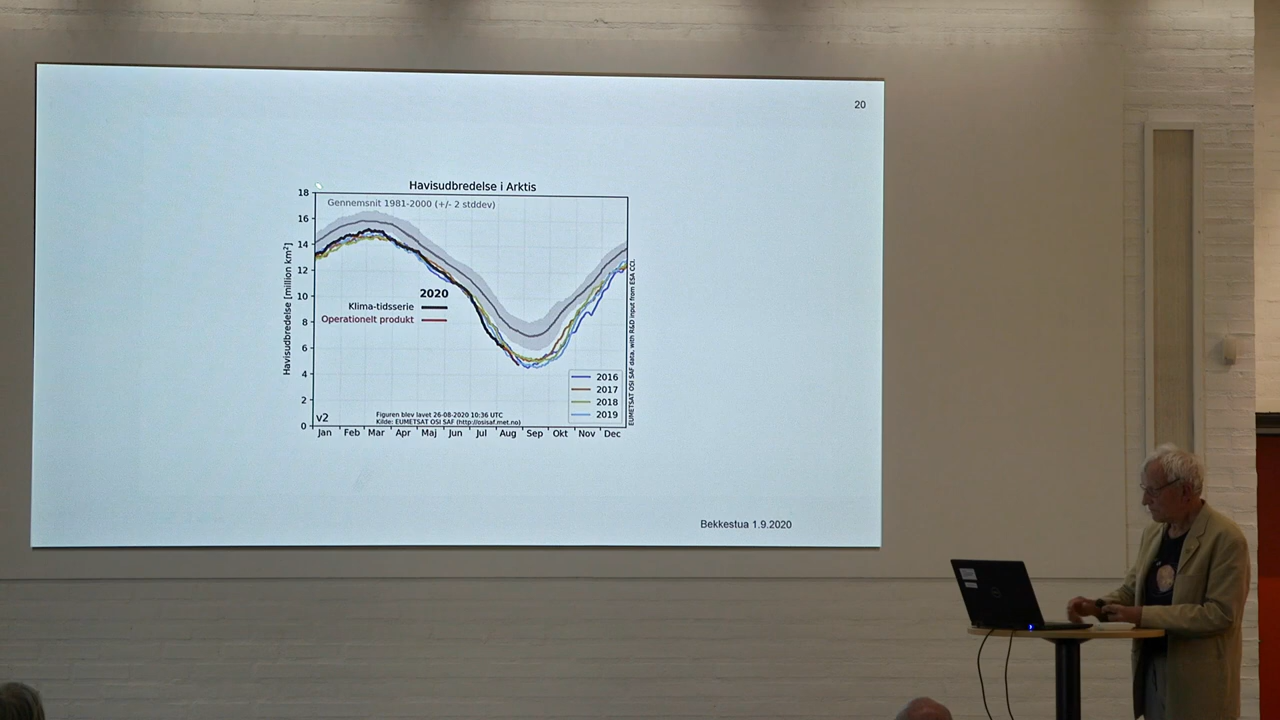 20
Havisudbredelse i Arktis
Gennemsnit 1981-2000 (+/- 2 stddev)
Havisudbredelse [million km²]
18
16
14
12
10
8
6
4
2
0
2020
Klima-tidsserie
Operationelt produkt
2016
2017
2018
2019
v2
Figuren blev lavet 26-08-2020 10:36 UTC
Kilde: EUMETSAT OSI SAF (http://osisaf.met.no)
Jan Feb Mar Apr Maj Jun Jul Aug Sep Okt Nov Dec
EUMETSAT OSI SAF data, with R&D input from ESA CCI.
Bekkestua 1.9.2020